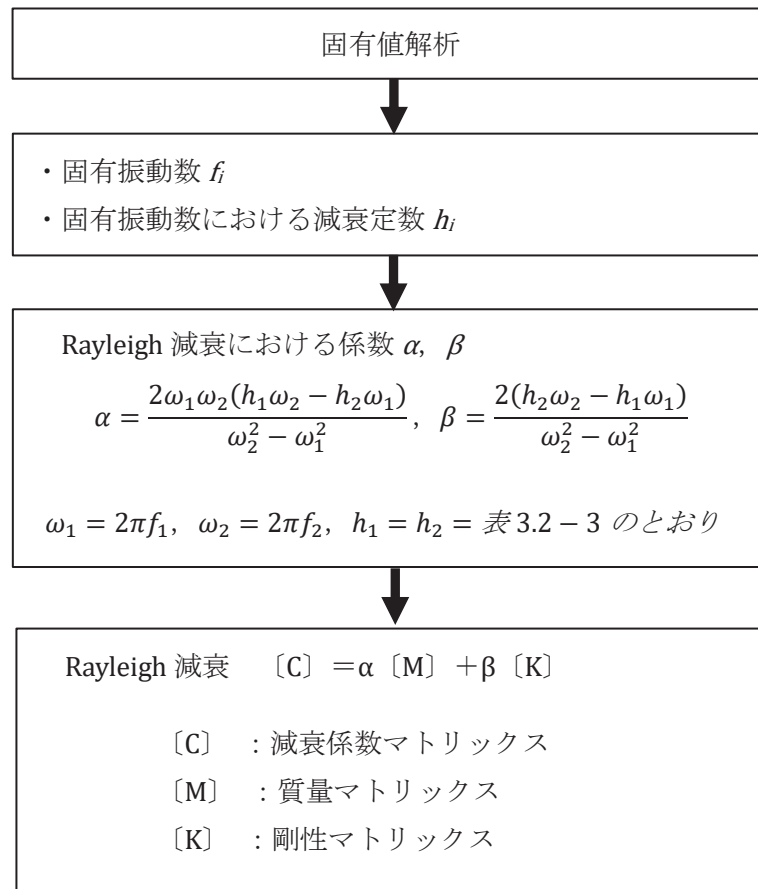 固有値解析
・固有振動数 fᵢ
・固有振動数における減衰定数 hᵢ
Rayleigh 減衰における係数 α, β
α = \frac{2ω₁ω₂(h₁ω₂ − h₂ω₁)}{ω₂² − ω₁²}, β = \frac{2(h₂ω₂ − h₁ω₁)}{ω₂² − ω₁²}
ω₁ = 2πf₁, ω₂ = 2πf₂, h₁ = h₂ = 表 3.2 − 3 のとおり
Rayleigh 減衰 〔C〕＝α〔M〕＋β〔K〕
〔C〕：減衰係数マトリックス
〔M〕：質量マトリックス
〔K〕：剛性マトリックス